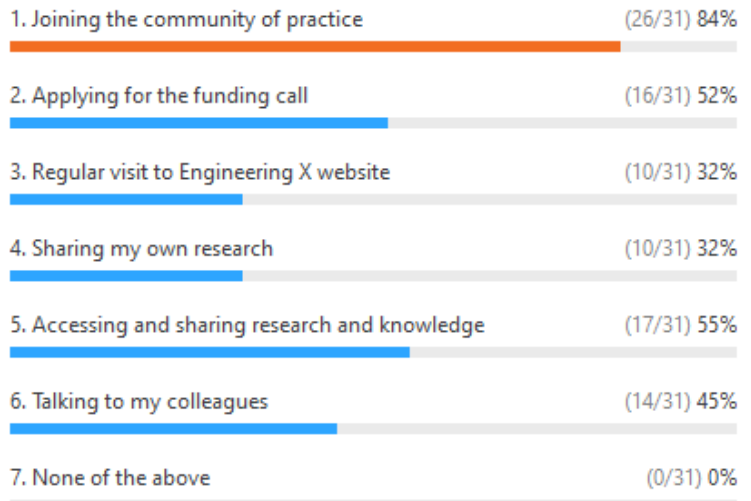 1. Joining the community of practice (26/31) 84%
2. Applying for the funding call (16/31) 52%
3. Regular visit to Engineering X website (10/31) 32%
4. Sharing my own research (10/31) 32%
5. Accessing and sharing research and knowledge (17/31) 55%
6. Talking to my colleagues (14/31) 45%
7. None of the above (0/31) 0%